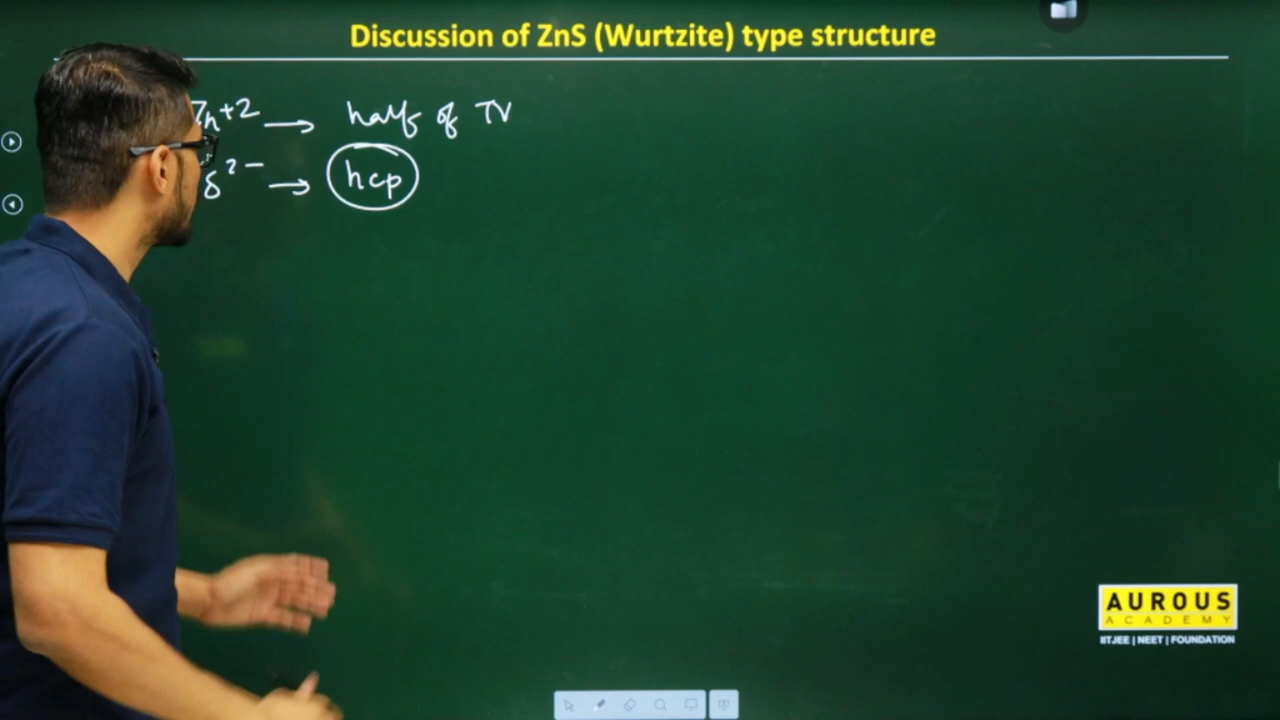 Discussion of ZnS (Wurtzite) type structure
Zn+2 → half of TV
S2- → hcp
AUROUS
ACADEMY
IITJEE | NEET | FOUNDATION